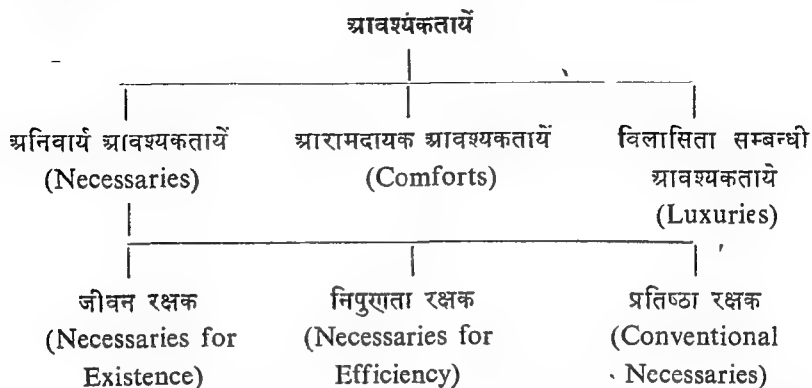 आवश्यंकतायें
अनिवार्य आवश्यकतायें आरामदायक आवश्यकतायें विलासिता सम्बन्धी
(Necessaries) (Comforts) आवश्यकताये
(Luxuries)
जीवन रक्षक निपुणता रक्षक प्रतिष्ठा रक्षक
(Necessaries for (Necessaries for (Conventional
Existence) Efficiency) Necessaries)